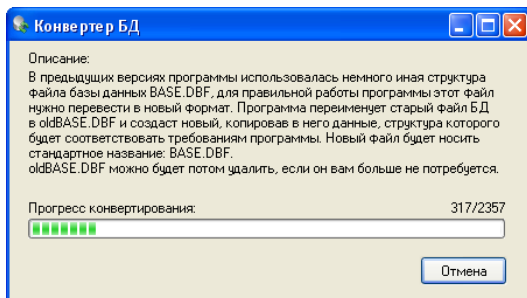 Конвертер БД
Описание:
В предыдущих версиях программы использовалась немного иная структура
файла базы данных BASE.DBF, для правильной работы программы этот файл
нужно перевести в новый формат. Программа переименует старый файл БД
в oldBASE.DBF и создаст новый, копировав в него данные, структура которого
будет соответствовать требованиям программы. Новый файл будет носить
стандартное название: BASE.DBF.
oldBASE.DBF можно будет потом удалить, если он вам больше не потребуется.
Прогресс конвертирования: 317/2357
Отмена